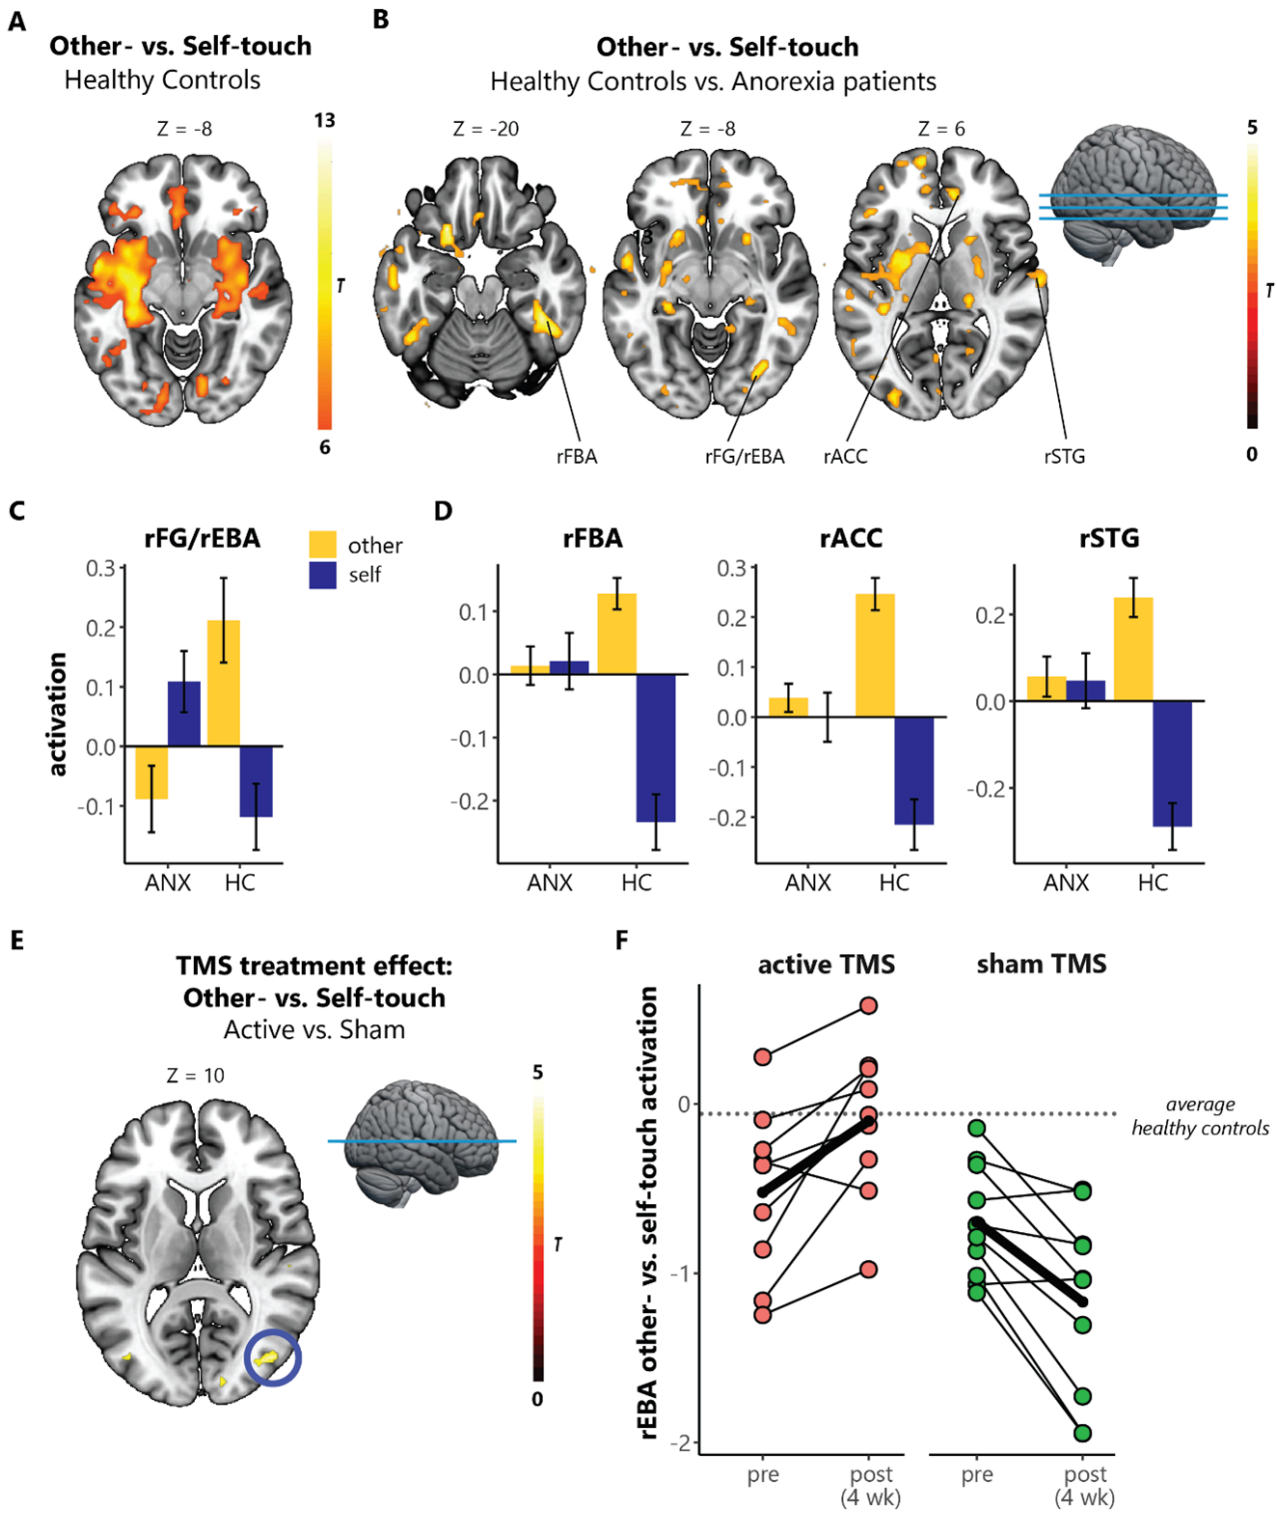 A
Other- vs. Self-touch
Healthy Controls
Z = -8
13
T
6
B
Other- vs. Self-touch
Healthy Controls vs. Anorexia patients
Z = -20
Z = -8
Z = 6
5
T
0
13
rFBA
rFG/rEBA
rACC
rSTG
C
rFG/rEBA
other
self
activation
0.3
0.2
0.1
0.0
-0.1
ANX
HC
D
rFBA
0.1
0.0
-0.1
-0.2
ANX
HC
rACC
0.3
0.2
0.1
0.0
-0.1
-0.2
ANX
HC
rSTG
0.2
0.0
-0.2
ANX
HC
E
TMS treatment effect:
Other- vs. Self-touch
Active vs. Sham
Z = 10
5
T
0
F
active TMS
sham TMS
rEBA other- vs. self-touch activation
0
-1
-2
average
healthy controls
pre
post
(4 wk)
pre
post
(4 wk)